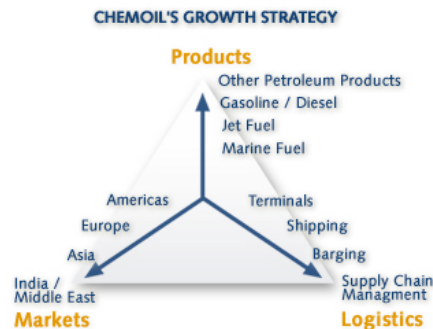 CHEMOIL'S GROWTH STRATEGY
Products
Other Petroleum Products
Gasoline / Diesel
Jet Fuel
Marine Fuel
Americas
Europe
Asia
India /
Middle East
Markets
Terminals
Shipping
Barging
Supply Chain
Managment
Logistics